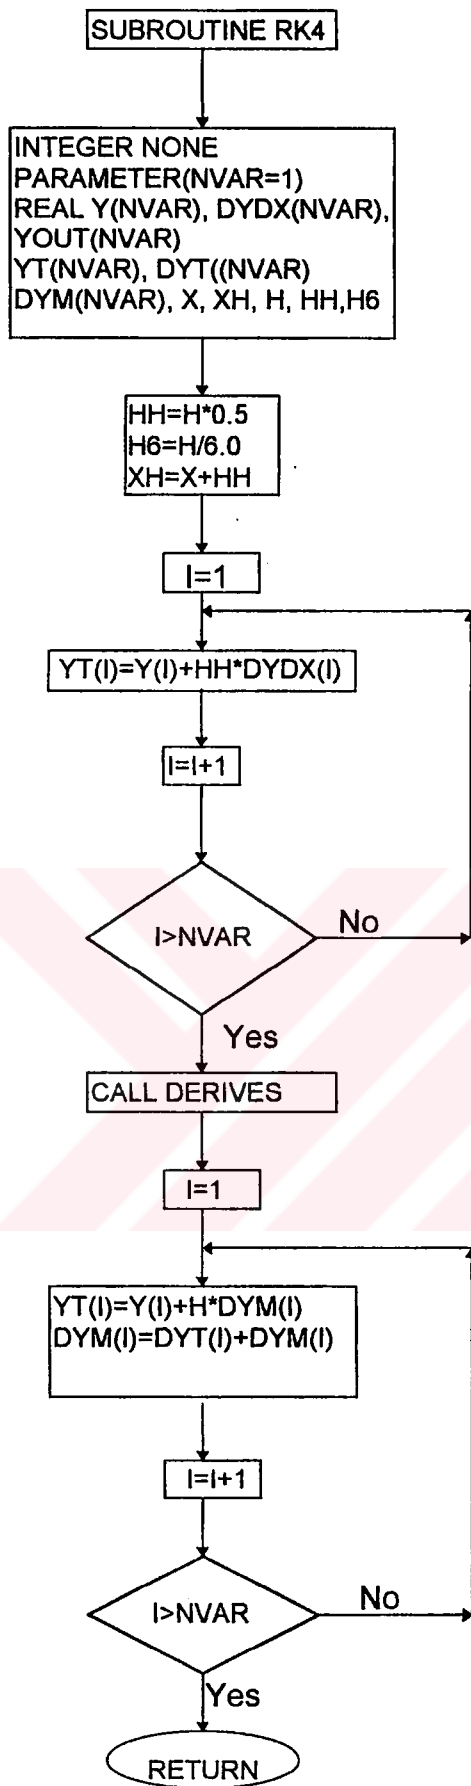 SUBROUTINE RK4
INTEGER NONE
PARAMETER(NVAR=1)
REAL Y(NVAR), DYDX(NVAR),
YOUT(NVAR)
YT(NVAR), DYT((NVAR)
DYM(NVAR), X, XH, H, HH,H6
HH=H*0.5
H6=H/6.0
XH=X+HH
I=1
YT(I)=Y(I)+HH*DYDX(I)
I=I+1
I>NVAR
No
Yes
CALL DERIVES
I=1
YT(I)=Y(I)+H*DYM(I)
DYM(I)=DYT(I)+DYM(I)
I=I+1
I>NVAR
No
Yes
RETURN